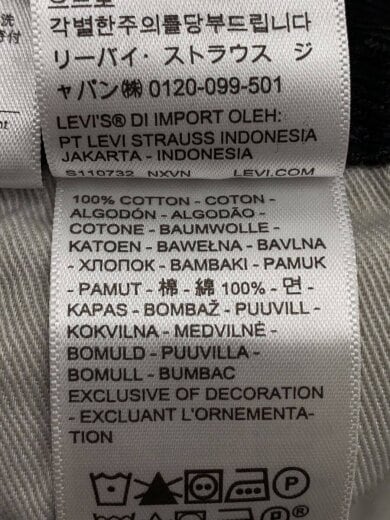 각별한주의를당부드립니다
リーバイ・ストラウス ジ
ャパン㈱ 0120-099-501
LEVI'S® DI IMPORT OLEH:
PT LEVI STRAUSS INDONESIA
JAKARTA - INDONESIA
S110732 NXVN LEVI.COM
100% COTTON - COTON -
ALGODÓN - ALGODÃO -
COTONE - BAUMWOLLE -
KATOEN - BAWEŁNA - BAVLNA
- ХЛОПОК - BAMBAKI - PAMUK
- PAMUT - 棉 - 綿 100% - 면 -
KAPAS - BOMBAŽ - PUUVILL -
KOKVILNA - MEDVILNĖ -
BOMULD - PUUVILLA -
BOMULL - BUMBAC
EXCLUSIVE OF DECORATION
- EXCLUANT L'ORNEMENTA-
TION
P